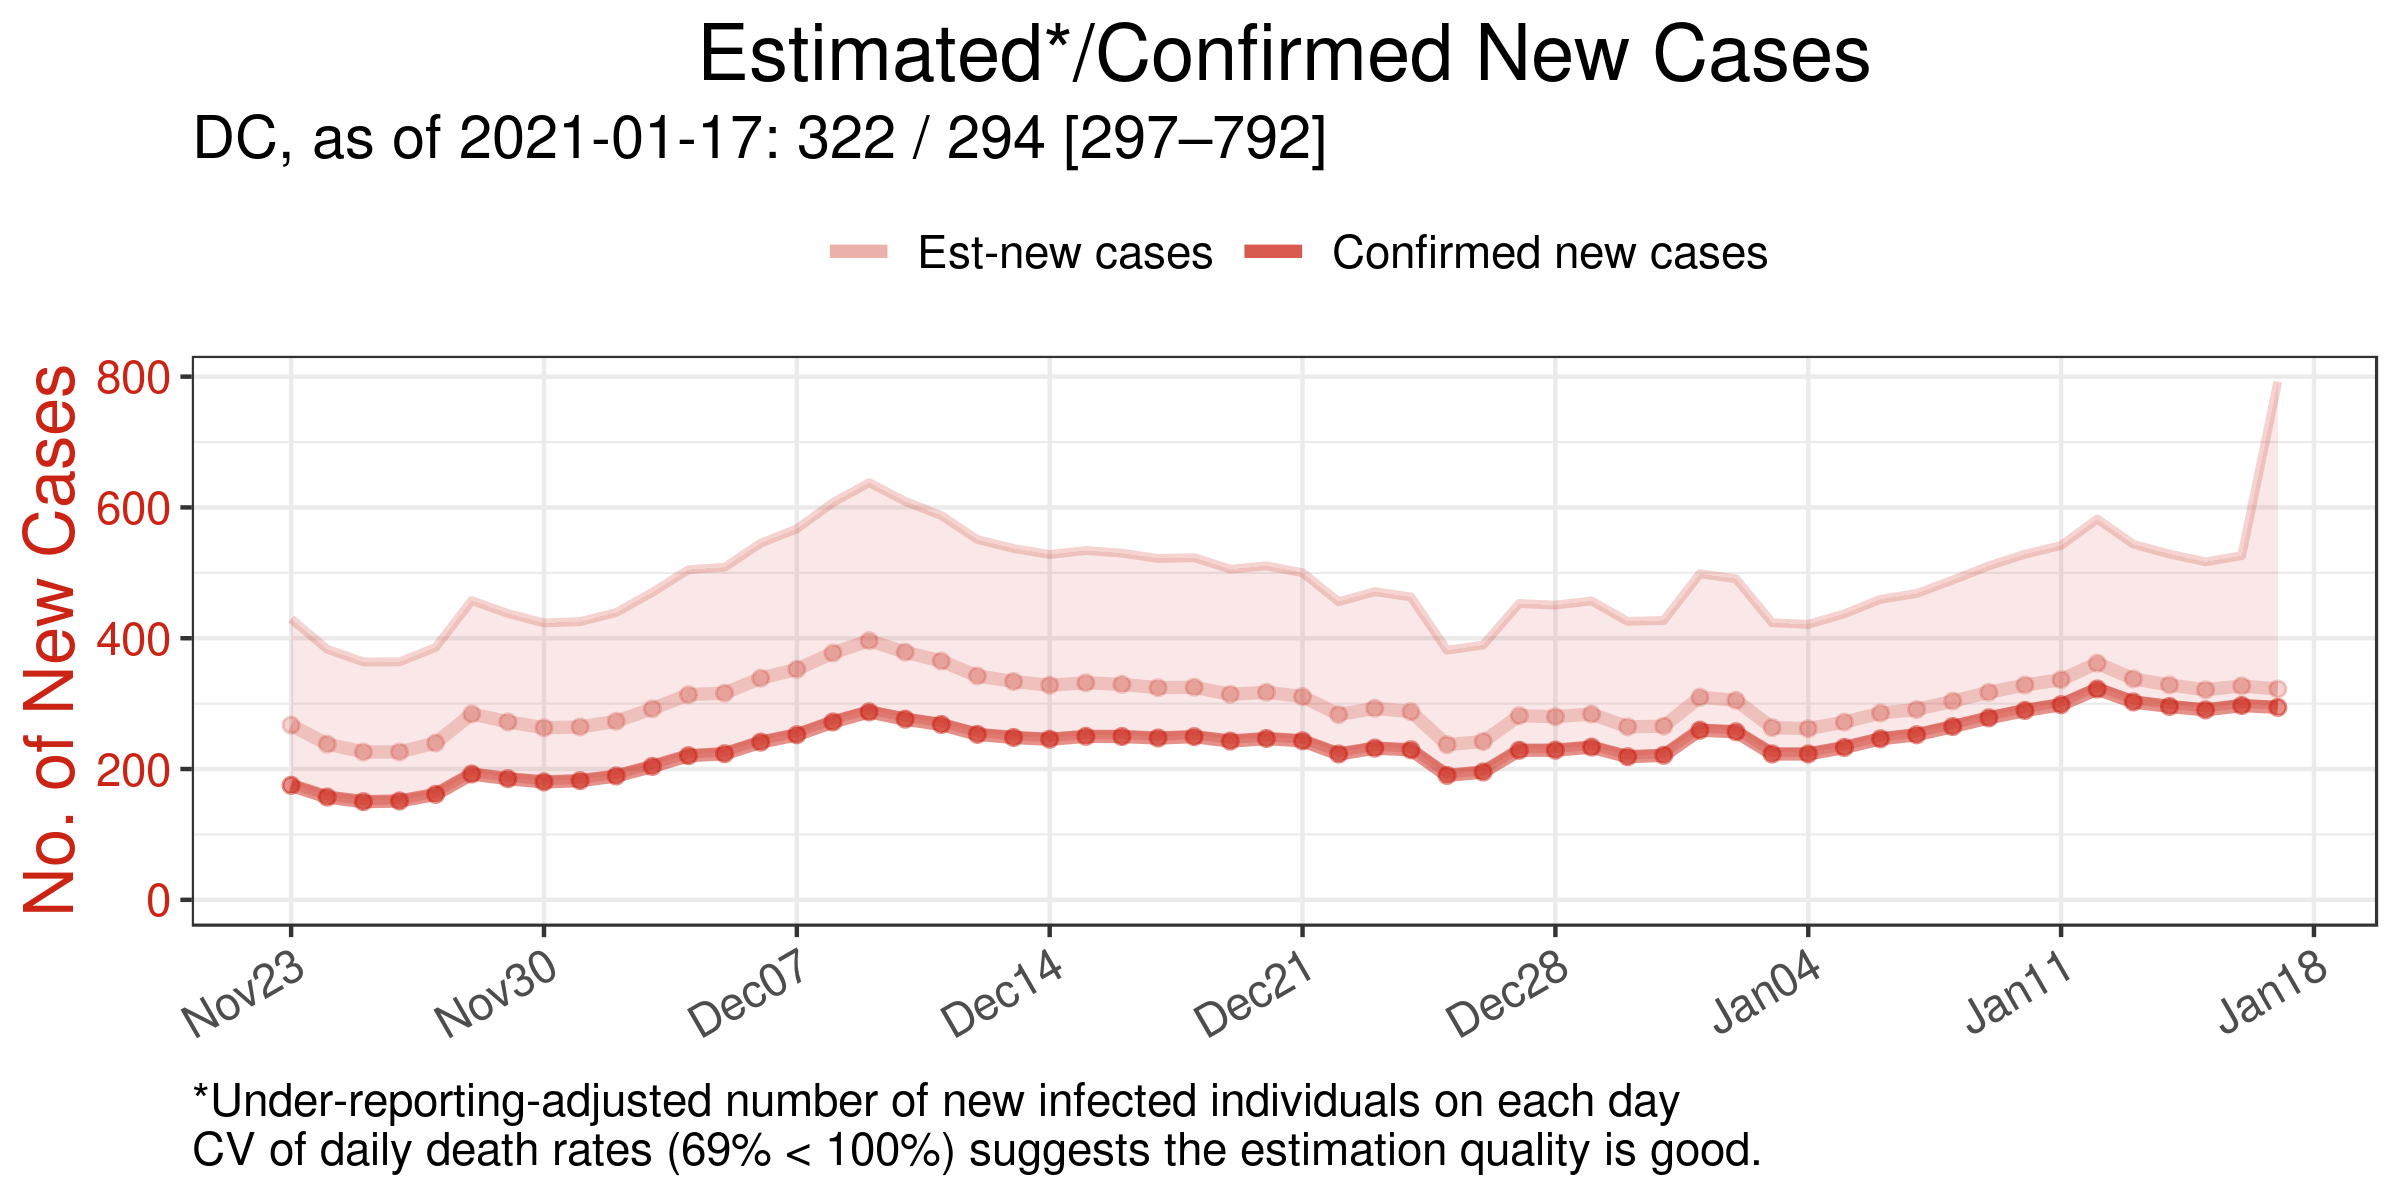 Estimated*/Confirmed New Cases
DC, as of 2021-01-17: 322 / 294 [297–792]
Est-new cases
Confirmed new cases
No. of New Cases
800
600
400
200
0
Nov23
Nov30
Dec07
Dec14
Dec21
Dec28
Jan04
Jan11
Jan18
*Under-reporting-adjusted number of new infected individuals on each day
CV of daily death rates (69% < 100%) suggests the estimation quality is good.